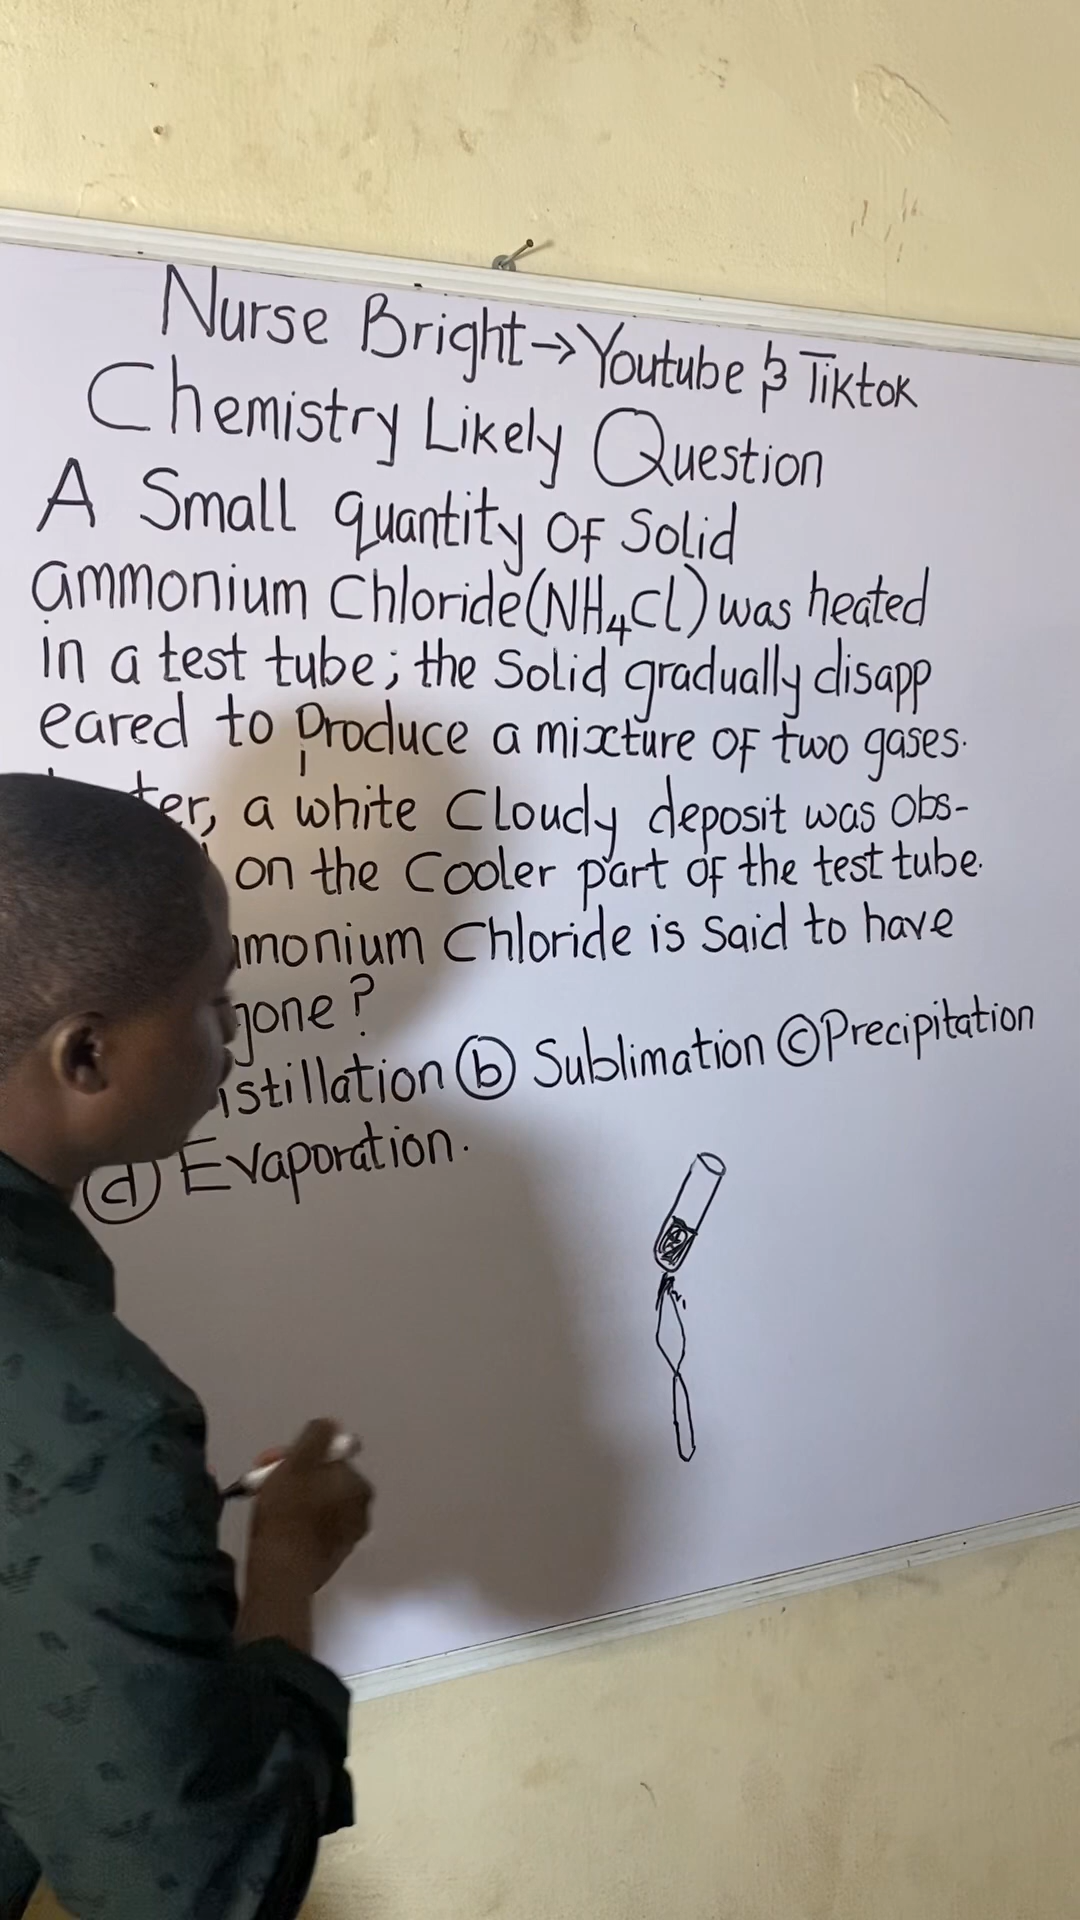 Nurse Bright → Youtube & Tiktok
Chemistry Likely Question
A Small quantity OF Solid
ammonium Chloride (NH₄Cl) was heated
in a test tube; the Solid gradually disapp
eared to produce a mixture OF two gases.
ter, a white Cloudy deposit was obs-
on the Cooler part of the test tube.
monium Chloride is Said to have
gone?
istillation (b) Sublimation (c) Precipitation
(d) Evaporation.